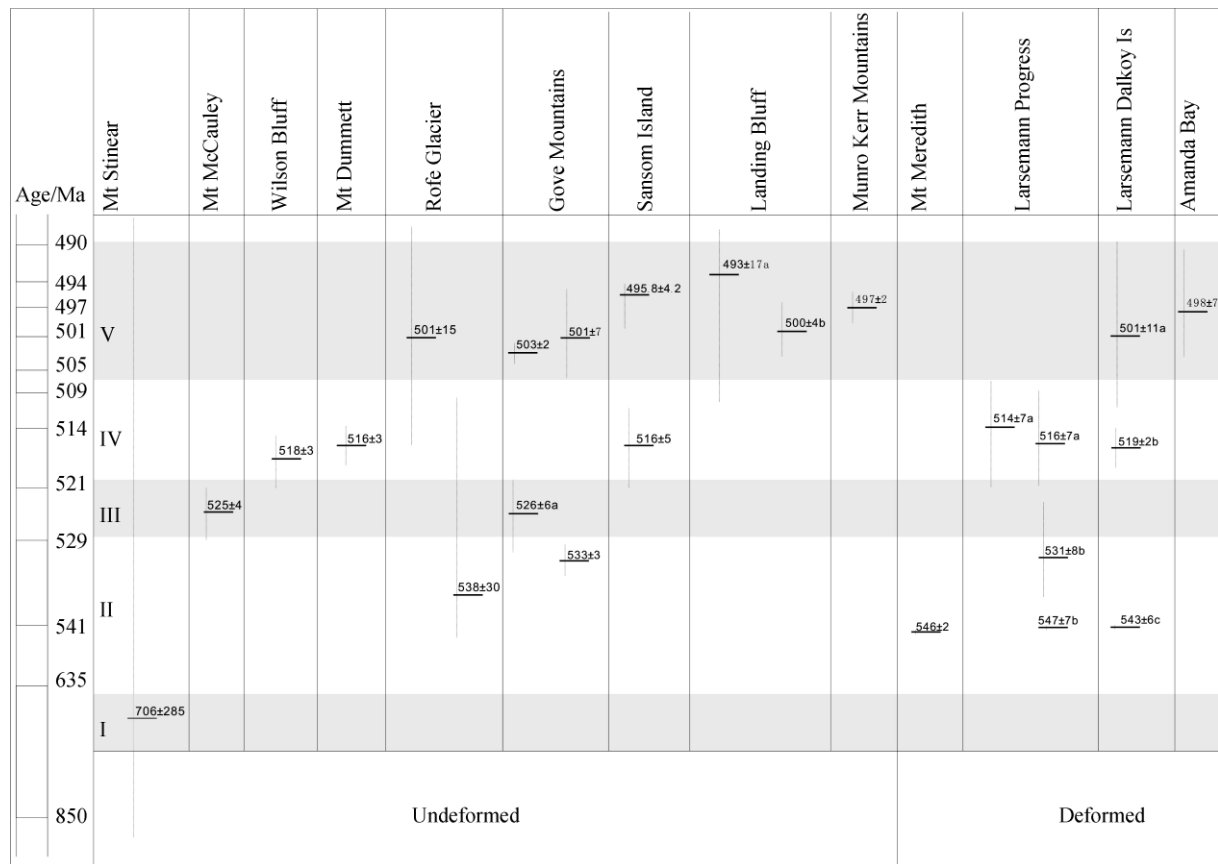 Age/Ma
Mt Stinear
Mt McCauley
Wilson Bluff
Mt Dummett
Rofe Glacier
Gove Mountains
Sansom Island
Landing Bluff
Munro Kerr Mountains
Mt Meredith
Larsemann Progress
Larsemann Dalkoy Is
Amanda Bay
490
494
497
501
505
509
514
521
529
541
635
850
V
501±15
503±2
501±7
495.8±4.2
493±17a
500±4b
497±2
501±11a
498±7
IV
518±3
516±3
516±5
514±7a
516±7a
519±2b
III
525±4
526±6a
II
538±30
533±3
546±2
531±8b
547±7b
543±6c
I
706±285
Undeformed
Deformed